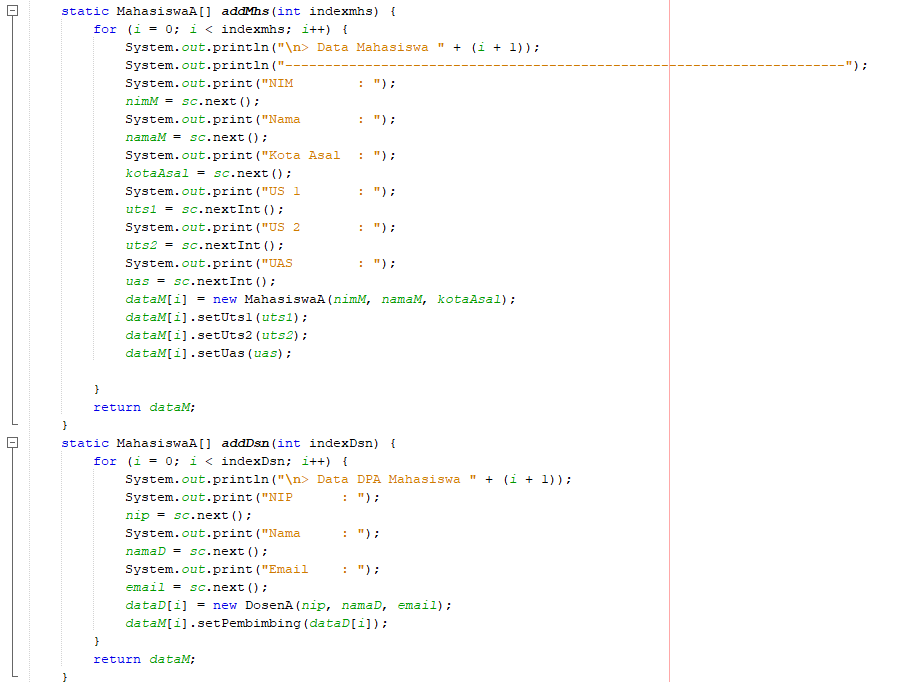 static MahasiswaA[] addMhs(int indexmhs) {
for (i = 0; i < indexmhs; i++) {
System.out.println("\n> Data Mahasiswa " + (i + 1));
System.out.println("----------------------------------------------------------------------");
System.out.print("NIM        : ");
nimM = sc.next();
System.out.print("Nama       : ");
namaM = sc.next();
System.out.print("Kota Asal  : ");
kotaAsal = sc.next();
System.out.print("US 1       : ");
uts1 = sc.nextInt();
System.out.print("US 2       : ");
uts2 = sc.nextInt();
System.out.print("UAS        : ");
uas = sc.nextInt();
dataM[i] = new MahasiswaA(nimM, namaM, kotaAsal);
dataM[i].setUts1(uts1);
dataM[i].setUts2(uts2);
dataM[i].setUas(uas);
}
return dataM;
}
static MahasiswaA[] addDsn(int indexDsn) {
for (i = 0; i < indexDsn; i++) {
System.out.println("\n> Data DPA Mahasiswa " + (i + 1));
System.out.print("NIP      : ");
nip = sc.next();
System.out.print("Nama     : ");
namaD = sc.next();
System.out.print("Email    : ");
email = sc.next();
dataD[i] = new DosenA(nip, namaD, email);
dataM[i].setPembimbing(dataD[i]);
}
return dataM;
}